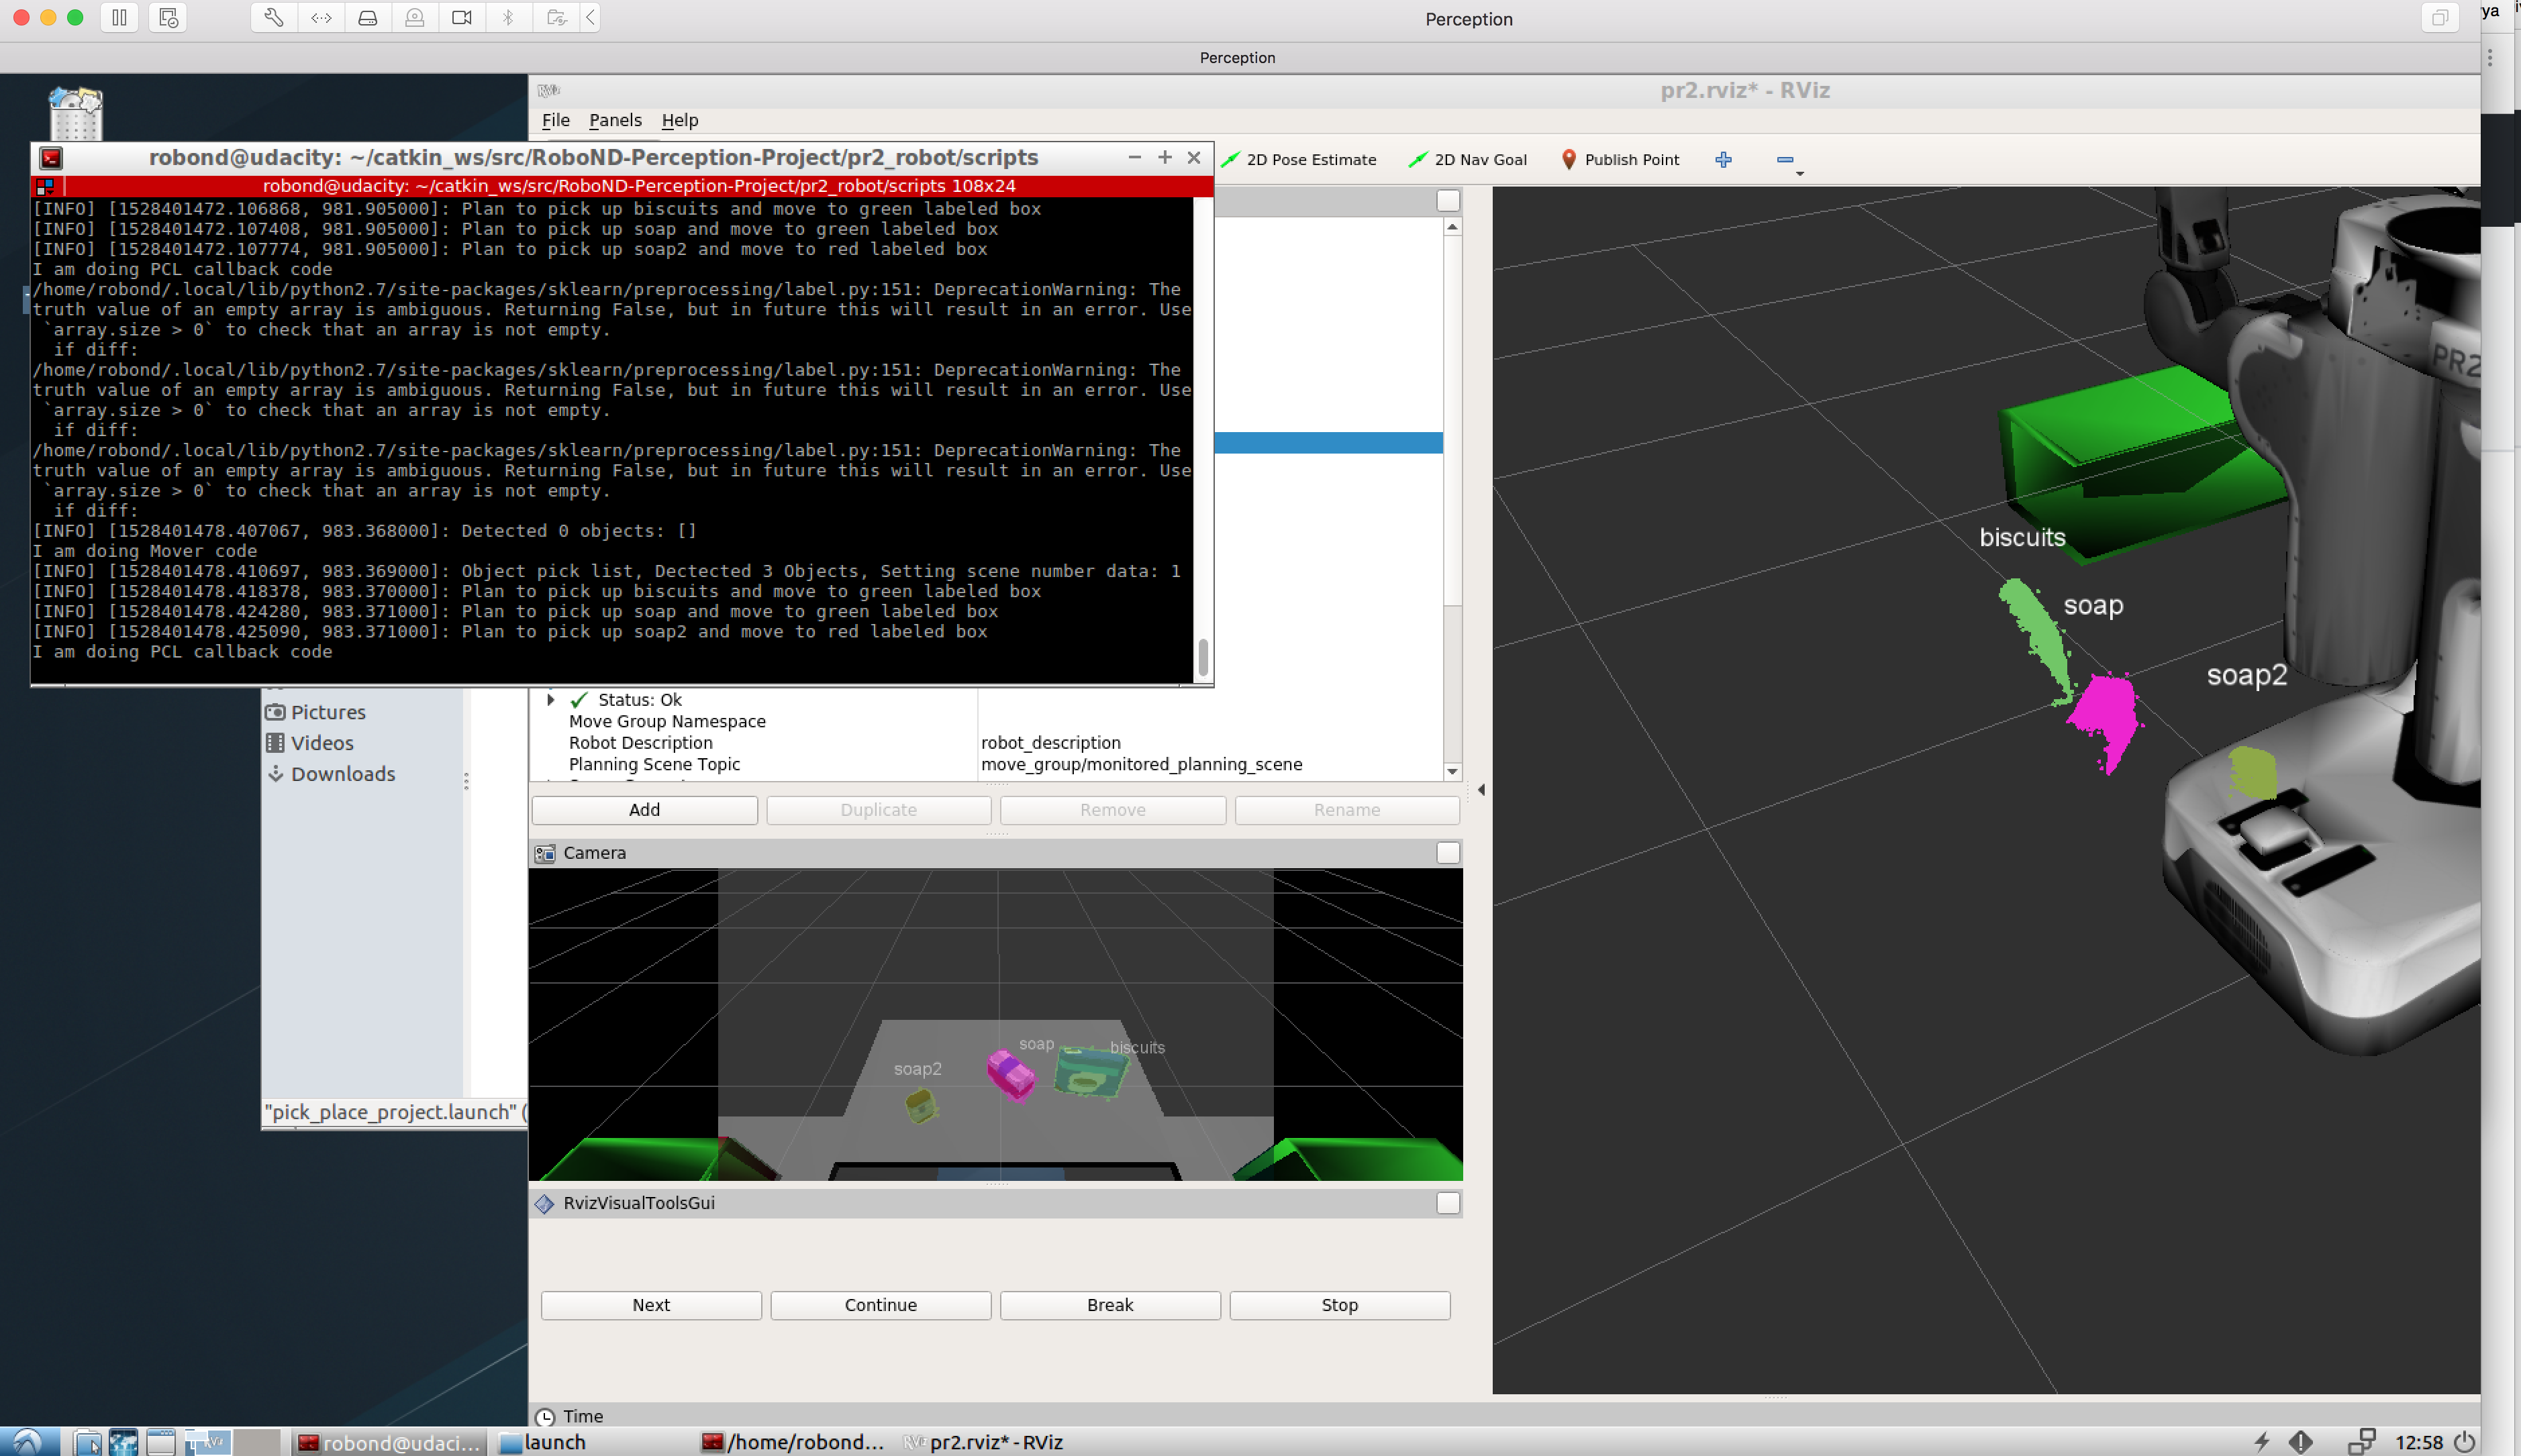 Perception
ya
Perception
RViz
pr2.rviz* - RViz
File Panels Help
robond@udacity: ~/catkin_ws/src/RoboND-Perception-Project/pr2_robot/scripts
2D Pose Estimate 2D Nav Goal Publish Point
robond@udacity: ~/catkin_ws/src/RoboND-Perception-Project/pr2_robot/scripts 108x24
[INFO] [1528401472.106868, 981.905000]: Plan to pick up biscuits and move to green labeled box
[INFO] [1528401472.107408, 981.905000]: Plan to pick up soap and move to green labeled box
[INFO] [1528401472.107774, 981.905000]: Plan to pick up soap2 and move to red labeled box
I am doing PCL callback code
/home/robond/.local/lib/python2.7/site-packages/sklearn/preprocessing/label.py:151: DeprecationWarning: The
truth value of an empty array is ambiguous. Returning False, but in future this will result in an error. Use
`array.size > 0` to check that an array is not empty.
if diff:
/home/robond/.local/lib/python2.7/site-packages/sklearn/preprocessing/label.py:151: DeprecationWarning: The
truth value of an empty array is ambiguous. Returning False, but in future this will result in an error. Use
`array.size > 0` to check that an array is not empty.
if diff:
/home/robond/.local/lib/python2.7/site-packages/sklearn/preprocessing/label.py:151: DeprecationWarning: The
truth value of an empty array is ambiguous. Returning False, but in future this will result in an error. Use
`array.size > 0` to check that an array is not empty.
if diff:
[INFO] [1528401478.407067, 983.368000]: Detected 0 objects: []
I am doing Mover code
[INFO] [1528401478.410697, 983.369000]: Object pick list, Dectected 3 Objects, Setting scene number data: 1
[INFO] [1528401478.418378, 983.370000]: Plan to pick up biscuits and move to green labeled box
[INFO] [1528401478.424280, 983.371000]: Plan to pick up soap and move to green labeled box
[INFO] [1528401478.425090, 983.371000]: Plan to pick up soap2 and move to red labeled box
I am doing PCL callback code
PR2
biscuits
soap
soap2
Pictures
Videos
Downloads
"pick_place_project.launch" (
Status: Ok
Move Group Namespace
Robot Description robot_description
Planning Scene Topic move_group/monitored_planning_scene
Add Duplicate Remove Rename
Camera
soap
biscuits
soap2
RvizVisualToolsGui
Next Continue Break Stop
Time
RViz
robond@udaci...
launch
/home/robond...
RViz
pr2.rviz* - RViz
12:58